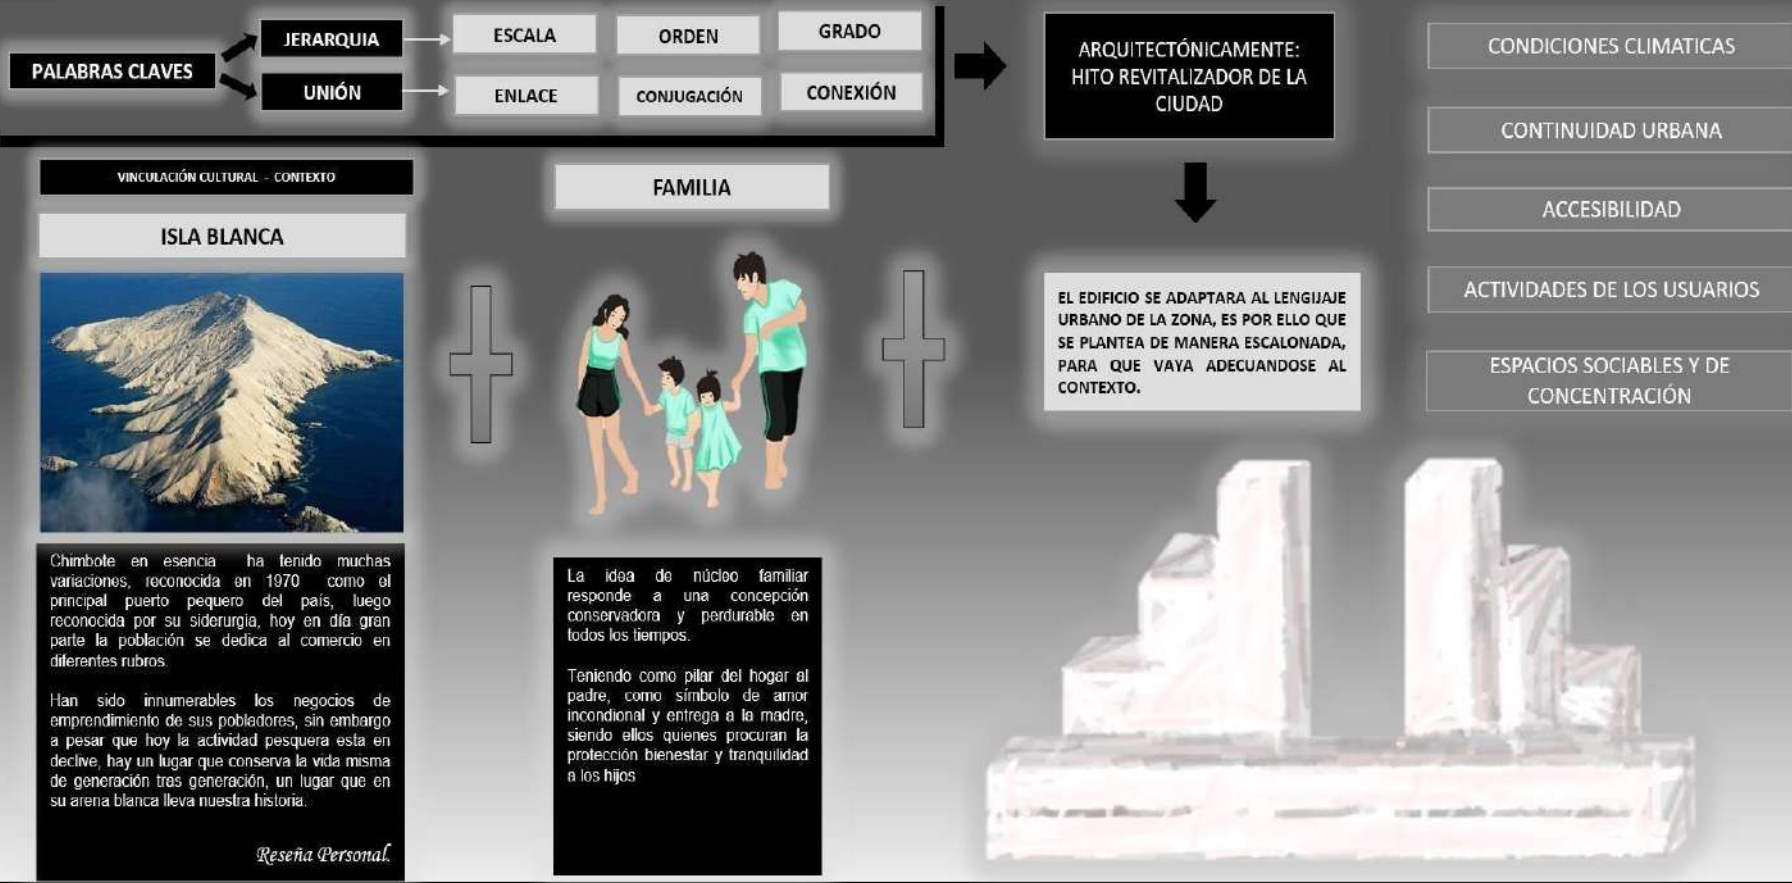 PALABRAS CLAVES
JERARQUIA
ESCALA
ORDEN
GRADO
UNIÓN
ENLACE
CONJUGACIÓN
CONEXIÓN
ARQUITECTÓNICAMENTE:
HITO REVITALIZADOR DE LA
CIUDAD
CONDICIONES CLIMATICAS
CONTINUIDAD URBANA
ACCESIBILIDAD
ACTIVIDADES DE LOS USUARIOS
ESPACIOS SOCIABLES Y DE
CONCENTRACIÓN
VINCULACIÓN CULTURAL - CONTEXTO
ISLA BLANCA
Chimbote en esencia ha tenido muchas
variaciones, reconocida en 1970 como el
principal puerto pequero del país, luego
reconocida por su siderurgia, hoy en día gran
parte la población se dedica al comercio en
diferentes rubros.
Han sido innumerables los negocios de
emprendimiento de sus pobladores, sin embargo
a pesar que hoy la actividad pesquera esta en
declive, hay un lugar que conserva la vida misma
de generación tras generación, un lugar que en
su arena blanca lleva nuestra historia.
Reseña Personal.
FAMILIA
La idea de núcleo familiar
responde a una concepción
conservadora y perdurable en
todos los tiempos.
Teniendo como pilar del hogar al
padre, como símbolo de amor
incondional y entrega a la madre,
siendo ellos quienes procuran la
protección bienestar y tranquilidad
a los hijos
EL EDIFICIO SE ADAPTARA AL LENGIJAJE
URBANO DE LA ZONA, ES POR ELLO QUE
SE PLANTEA DE MANERA ESCALONADA,
PARA QUE VAYA ADECUANDOSE AL
CONTEXTO.